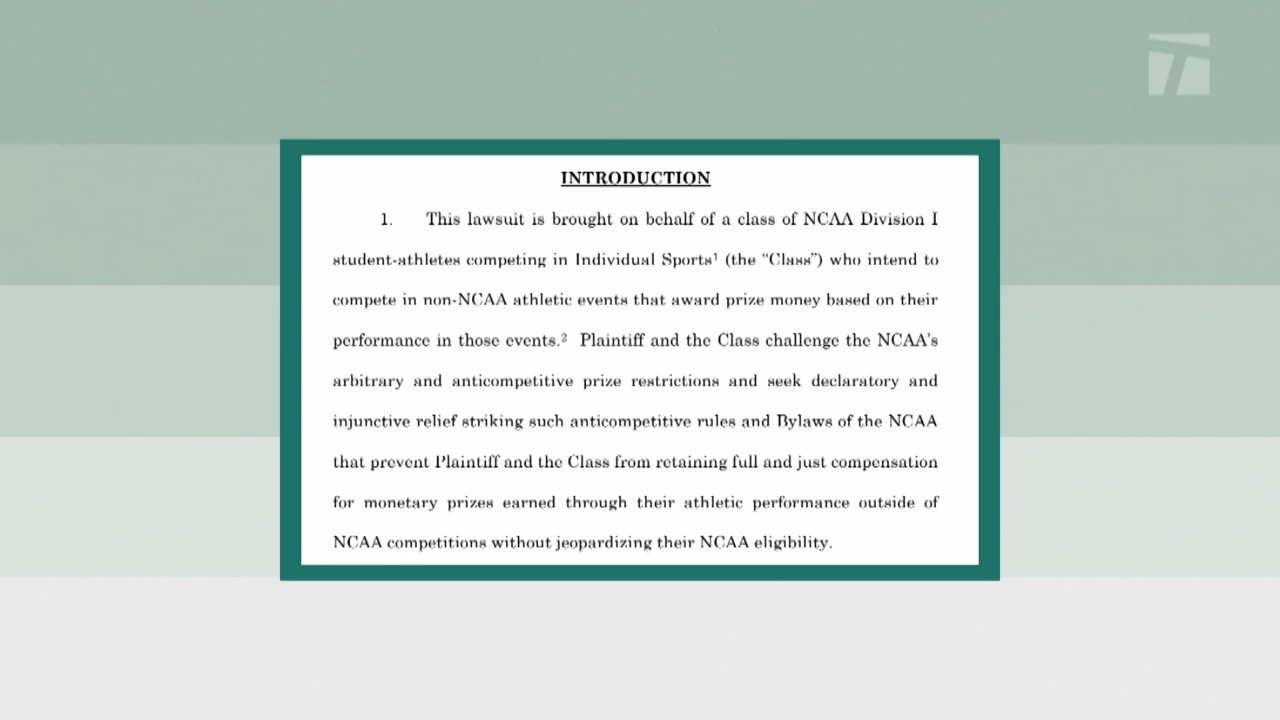 INTRODUCTION
1. This lawsuit is brought on behalf of a class of NCAA Division I
student-athletes competing in Individual Sports¹ (the “Class”) who intend to
compete in non-NCAA athletic events that award prize money based on their
performance in those events.² Plaintiff and the Class challenge the NCAA’s
arbitrary and anticompetitive prize restrictions and seek declaratory and
injunctive relief striking such anticompetitive rules and Bylaws of the NCAA
that prevent Plaintiff and the Class from retaining full and just compensation
for monetary prizes earned through their athletic performance outside of
NCAA competitions without jeopardizing their NCAA eligibility.